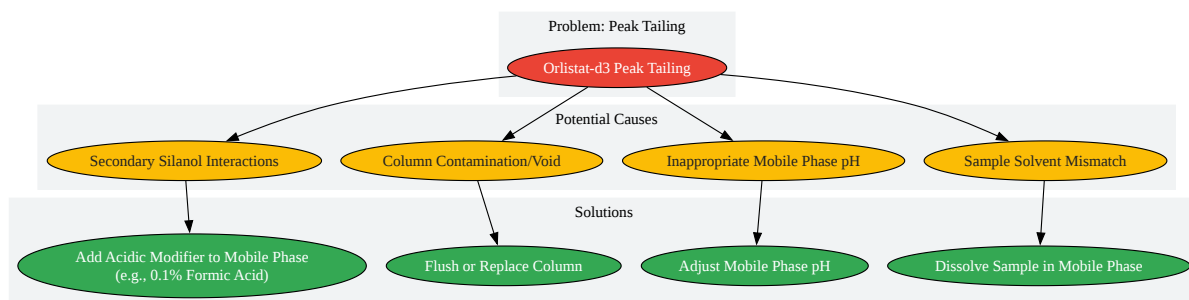 Problem: Peak Tailing
Orlistat-d3 Peak Tailing
Potential Causes
Secondary Silanol Interactions
Column Contamination/Void
Inappropriate Mobile Phase pH
Sample Solvent Mismatch
Solutions
Add Acidic Modifier to Mobile Phase
(e.g., 0.1% Formic Acid)
Flush or Replace Column
Adjust Mobile Phase pH
Dissolve Sample in Mobile Phase